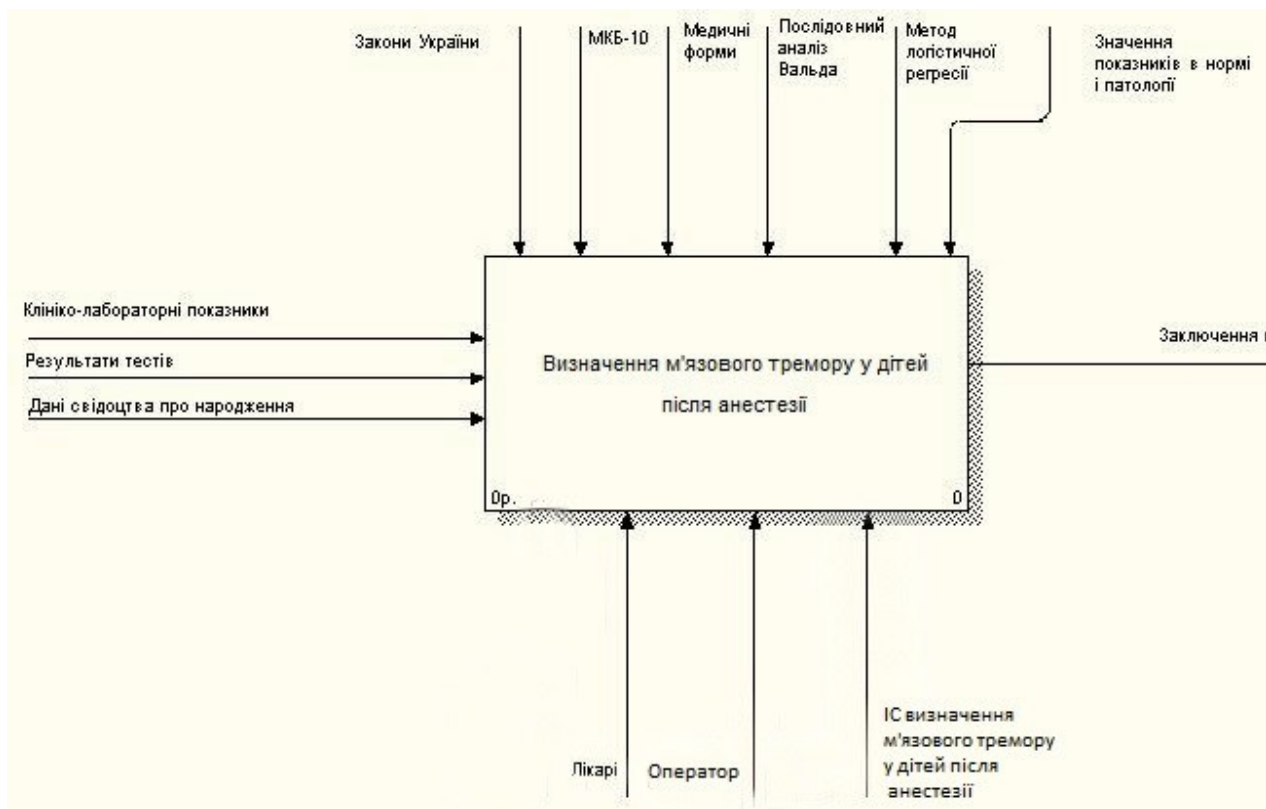 Закони України
МКБ-10
Медичні
форми
Послідовний
аналіз
Вальда
Метод
логістичної
регресії
Значення
показників в нормі
і патології
Клініко-лабораторні показники
Результати тестів
Дані свідоцтва про народження
Визначення м'язового тремору у дітей
після анестезії
Заключення
0р.
0
Лікарі
Оператор
ІС визначення
м'язового тремору
у дітей після
анестезії